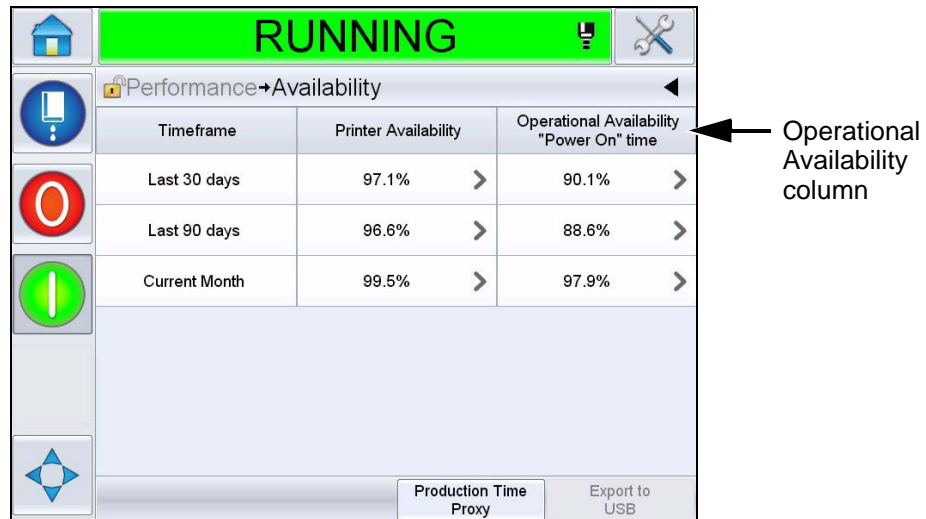 RUNNING
Performance→Availability
Timeframe
Printer Availability
Operational Availability
"Power On" time
Last 30 days
97.1%
90.1%
Last 90 days
96.6%
88.6%
Current Month
99.5%
97.9%
Production Time
Proxy
Export to
USB
Operational
Availability
column